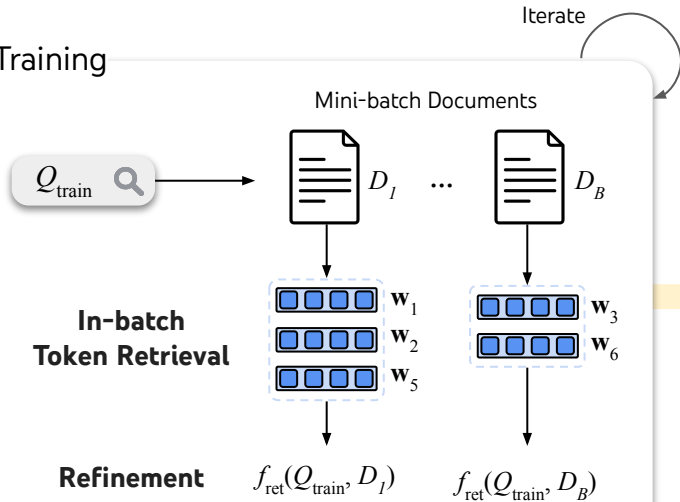 Iterate
Training
Mini-batch Documents
Q_train
D_1 ... D_B
w_1 w_3
In-batch
w_2 w_6
Token Retrieval
w_5
Refinement f_ret(Q_train, D_1) f_ret(Q_train, D_B)